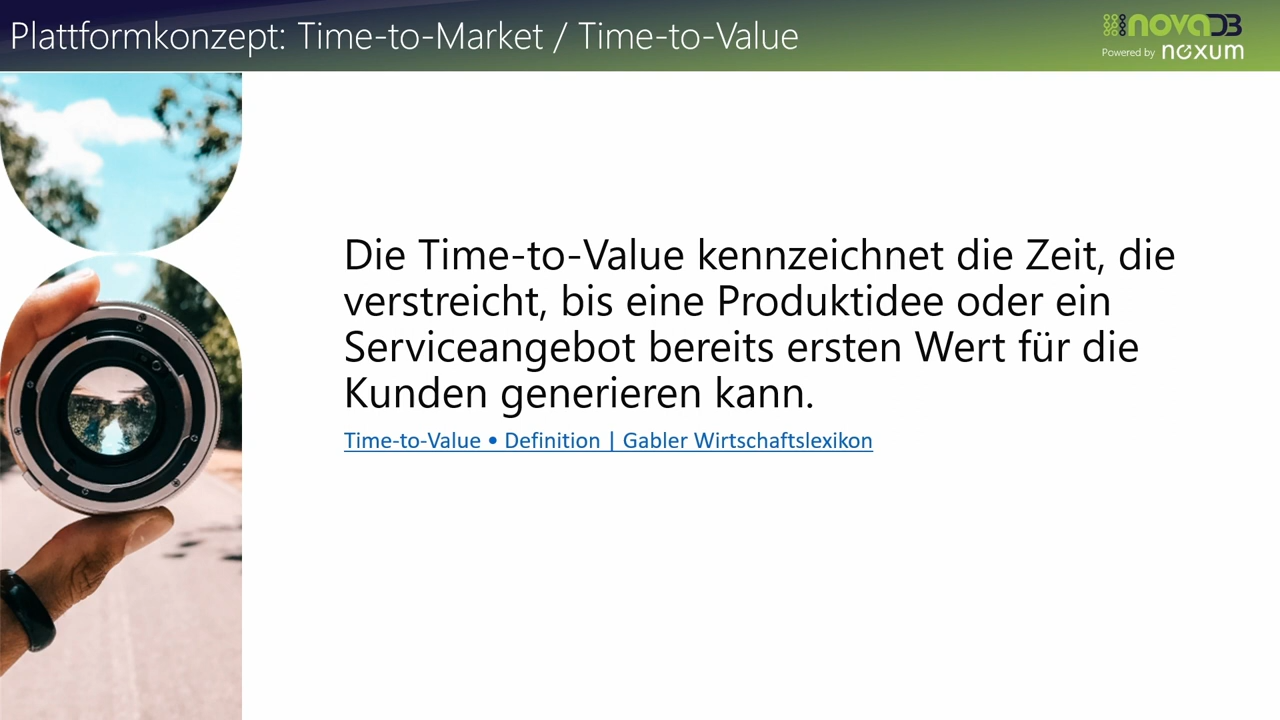 Plattformkonzept: Time-to-Market / Time-to-Value
novaDB
Powered by noxum
Die Time-to-Value kennzeichnet die Zeit, die
verstreicht, bis eine Produktidee oder ein
Serviceangebot bereits ersten Wert für die
Kunden generieren kann.
Time-to-Value • Definition | Gabler Wirtschaftslexikon